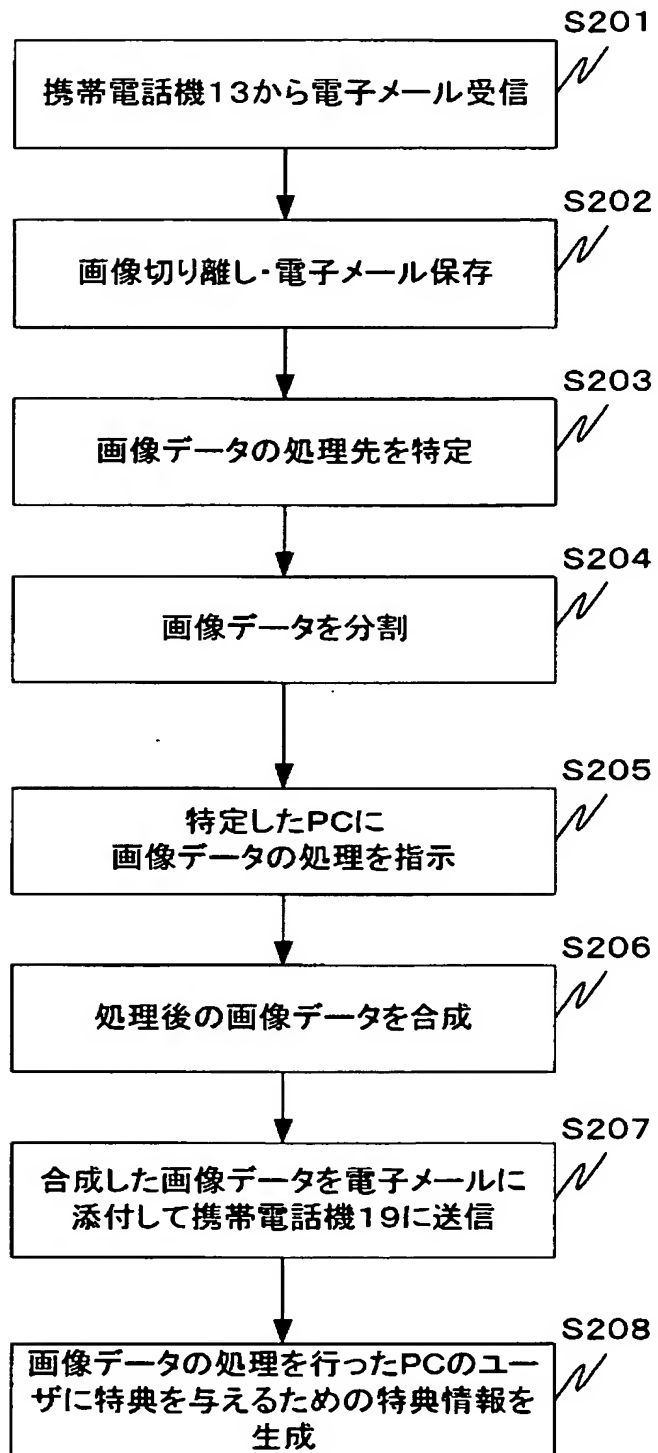 S201
携帯電話機13から電子メール受信
S202
画像切り離し・電子メール保存
S203
画像データの処理先を特定
S204
画像データを分割
S205
特定したPCに
画像データの処理を指示
S206
処理後の画像データを合成
S207
合成した画像データを電子メールに
添付して携帯電話機19に送信
S208
画像データの処理を行ったPCのユー
ザに特典を与えるための特典情報を
生成